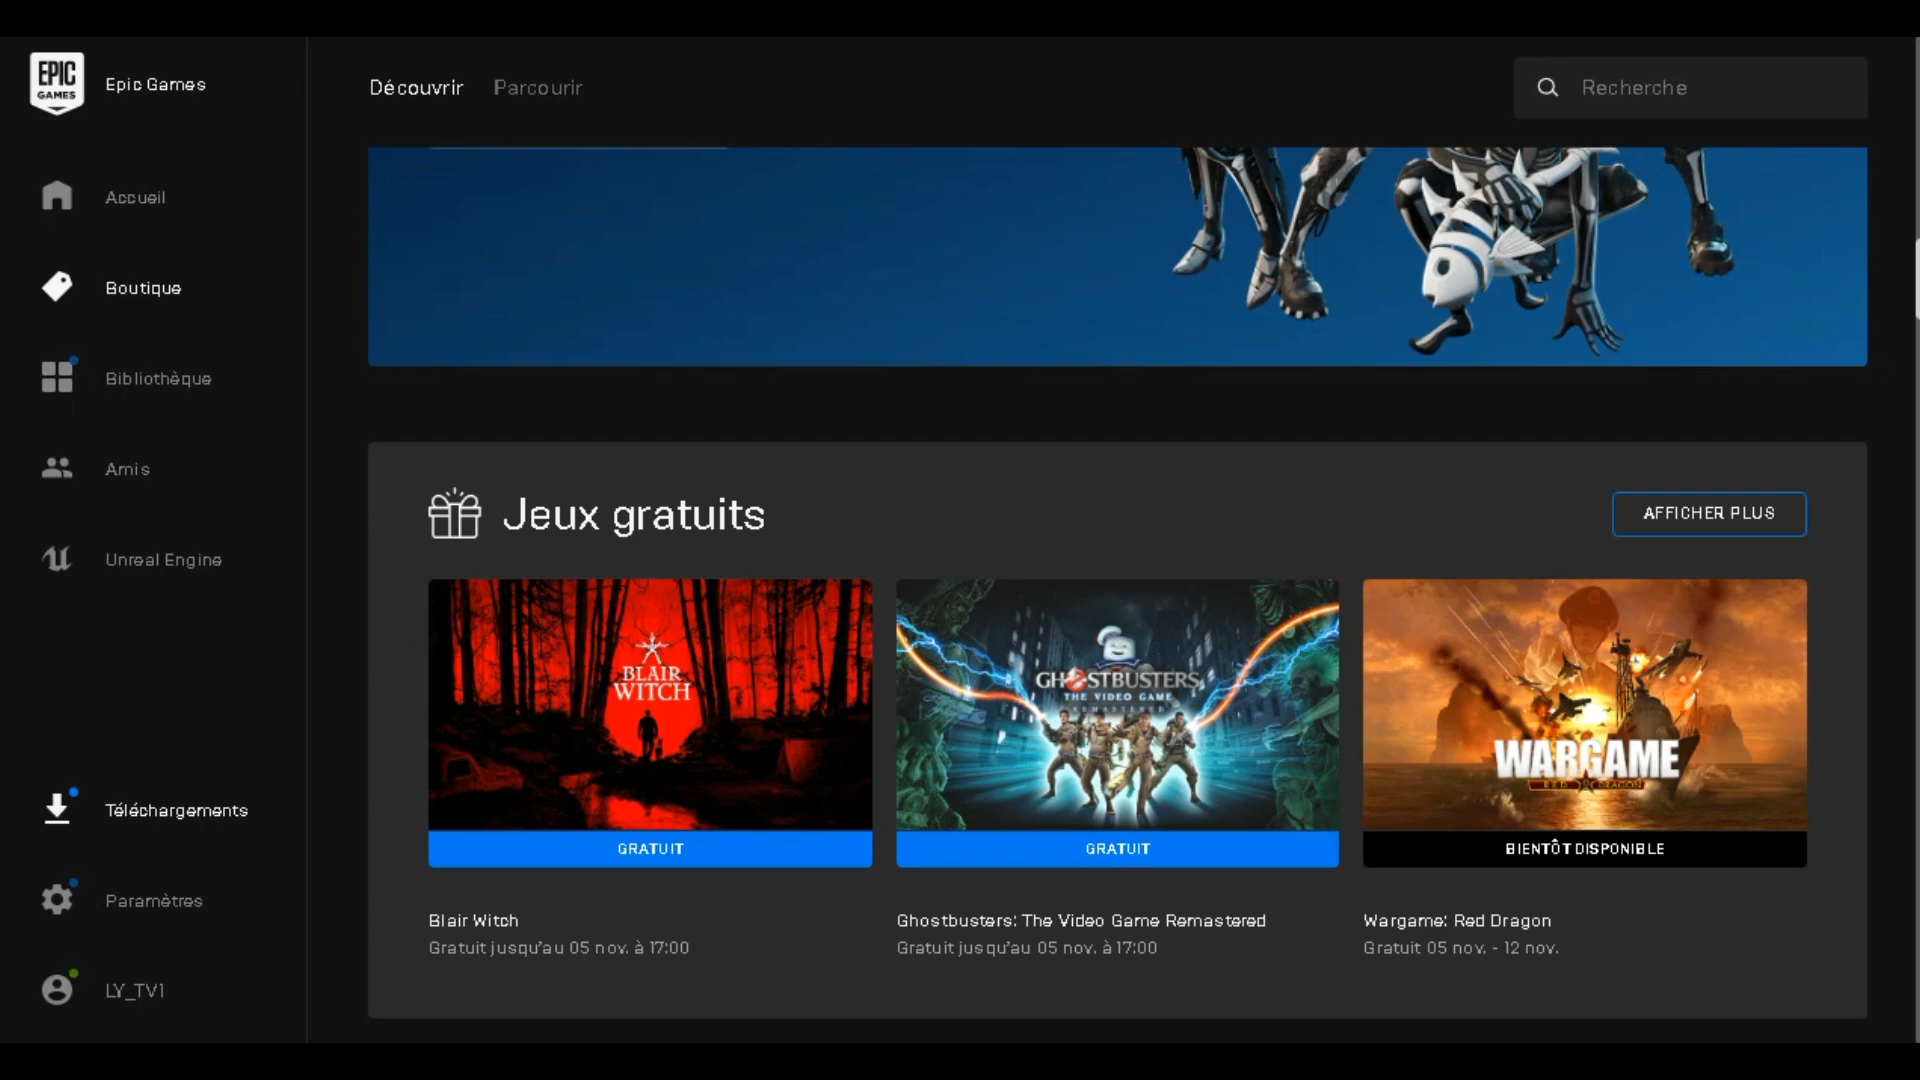 EPIC
GAMES
Epic Games
Découvrir
Parcourir
Recherche
Accueil
Boutique
Bibliothèque
Amis
Unreal Engine
Téléchargements
Paramètres
LY_TV1
Jeux gratuits
AFFICHER PLUS
BLAIR
WITCH
GHOSTBUSTERS
THE VIDEO GAME
REMASTERED
WARGAME
RED DRAGON
GRATUIT
GRATUIT
BIENTÔT DISPONIBLE
Blair Witch
Gratuit jusqu'au 05 nov. à 17:00
Ghostbusters: The Video Game Remastered
Gratuit jusqu'au 05 nov. à 17:00
Wargame: Red Dragon
Gratuit 05 nov. - 12 nov.